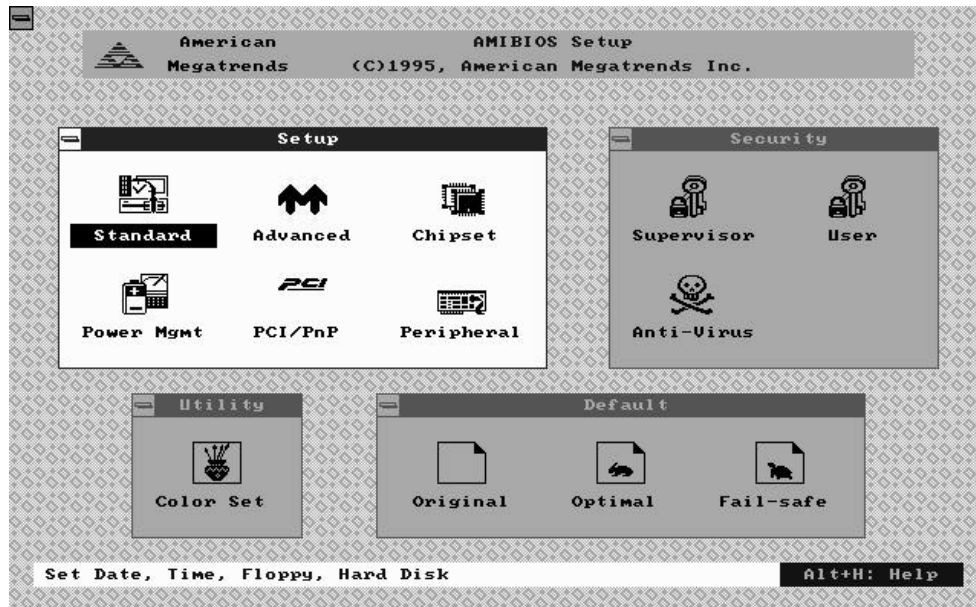 American AMIBIOS Setup
Megatrends (C)1995, American Megatrends Inc.
Setup
Standard Advanced Chipset
PCI
Power Mgmt PCI/PnP Peripheral
Security
Supervisor User
Anti-Virus
Utility
Color Set
Default
Original Optimal Fail-safe
Set Date, Time, Floppy, Hard Disk Alt+H: Help